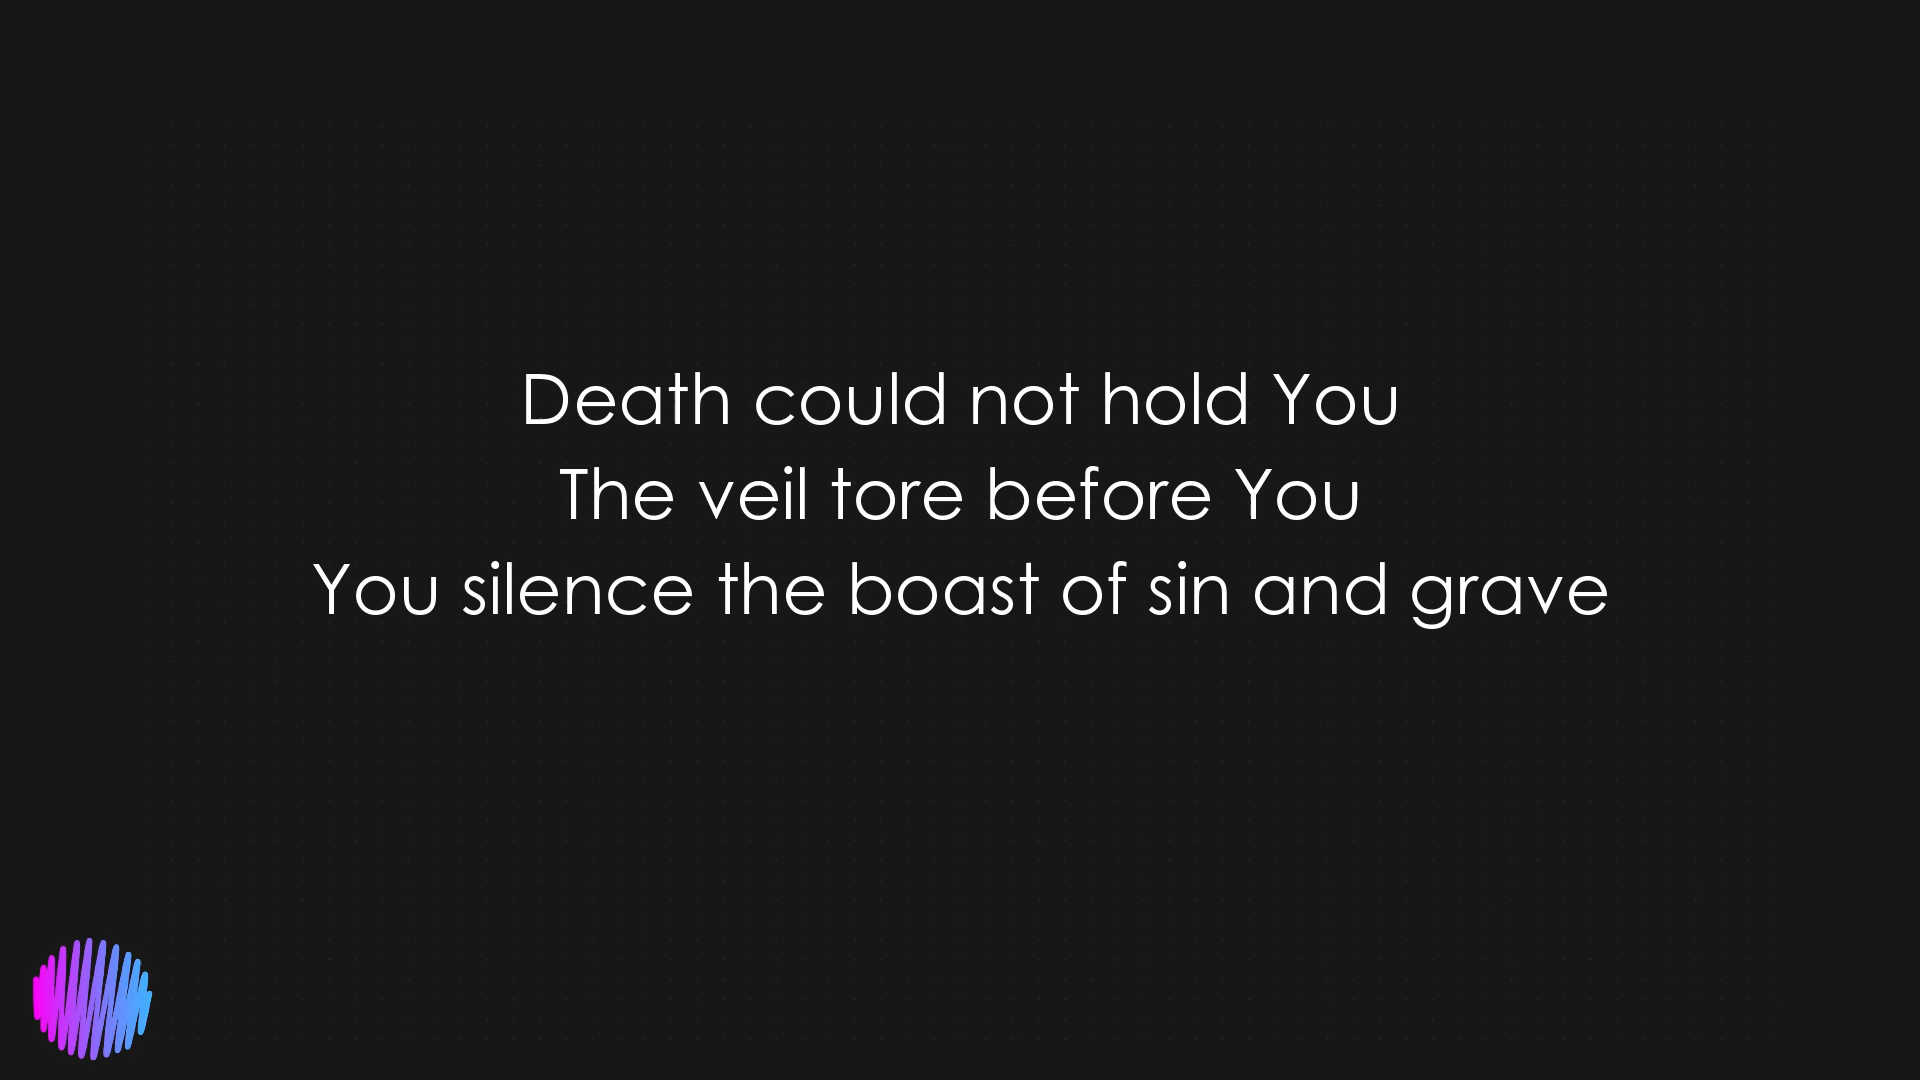 Death could not hold You
The veil tore before You
You silence the boast of sin and grave